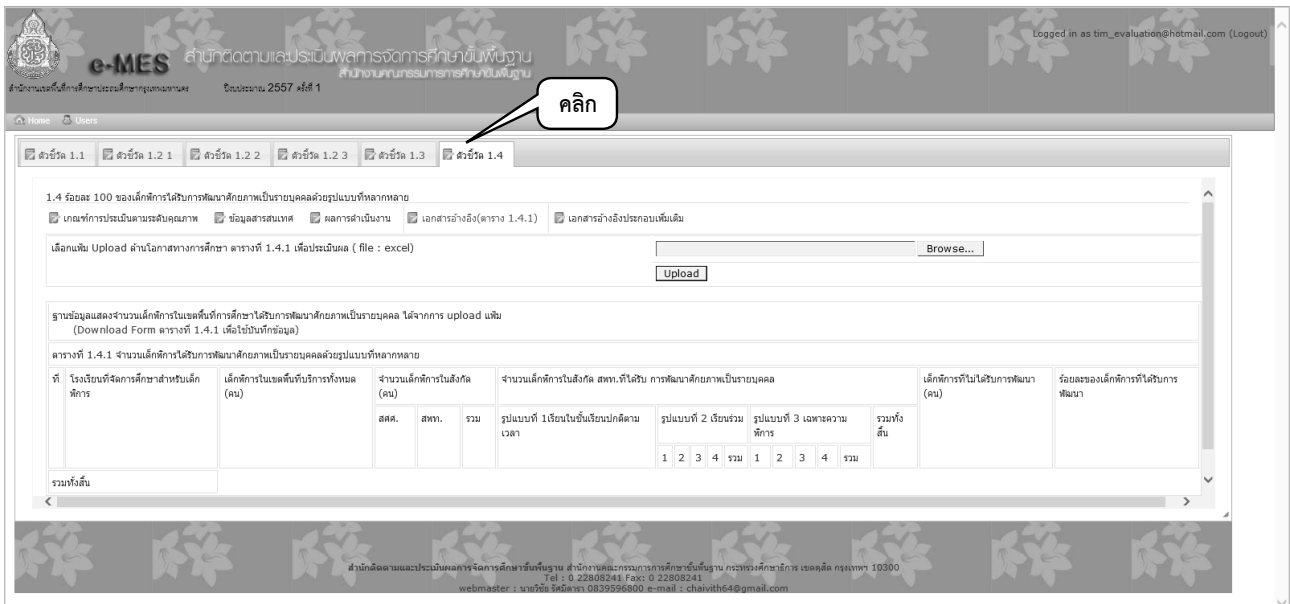 Logged in as tim_evaluation@hotmail.com (Logout)
e-MES สำนักติดตามและประเมินผลการจัดการศึกษาขั้นพื้นฐาน
สำนักงานคณะกรรมการการศึกษาขั้นพื้นฐาน
สำนักงานเขตพื้นที่การศึกษาประถมศึกษากรุงเทพมหานคร ปีงบประมาณ 2557 ครั้งที่ 1
คลิก
Home Users
ตัวชี้วัด 1.1 ตัวชี้วัด 1.2 1 ตัวชี้วัด 1.2 2 ตัวชี้วัด 1.2 3 ตัวชี้วัด 1.3 ตัวชี้วัด 1.4
1.4 ร้อยละ 100 ของเด็กพิการได้รับการพัฒนาศักยภาพเป็นรายบุคคลด้วยรูปแบบที่หลากหลาย
เกณฑ์การประเมินตามระดับคุณภาพ ข้อมูลสารสนเทศ ผลการดำเนินงาน เอกสารอ้างอิง(ตาราง 1.4.1) เอกสารอ้างอิงประกอบเพิ่มเติม
เลือกแฟ้ม Upload ด้านโอกาสทางการศึกษา ตารางที่ 1.4.1 เพื่อประเมินผล ( file : excel) Browse...
Upload
ฐานข้อมูลแสดงจำนวนเด็กพิการในเขตพื้นที่การศึกษาได้รับการพัฒนาศักยภาพเป็นรายบุคคล ได้จากการ upload แฟ้ม
(Download Form ตารางที่ 1.4.1 เพื่อใช้บันทึกข้อมูล)
ตารางที่ 1.4.1 จำนวนเด็กพิการได้รับการพัฒนาศักยภาพเป็นรายบุคคลด้วยรูปแบบที่หลากหลาย
ที่ โรงเรียนที่จัดการศึกษาสำหรับเด็ก เด็กพิการในเขตพื้นที่บริการทั้งหมด จำนวนเด็กพิการในสังกัด จำนวนเด็กพิการในสังกัด สพท.ที่ได้รับ การพัฒนาศักยภาพเป็นรายบุคคล เด็กพิการที่ไม่ได้รับการพัฒนา ร้อยละของเด็กพิการที่ได้รับการ
พิการ (คน) (คน) (คน) พัฒนา
สศศ. สพท. รวม รูปแบบที่ 1เรียนในชั้นเรียนปกติตาม รูปแบบที่ 2 เรียนร่วม รูปแบบที่ 3 เฉพาะความ รวมทั้ง
เวลา พิการ สิ้น
1 2 3 4 รวม 1 2 3 4 รวม
รวมทั้งสิ้น
สำนักติดตามและประเมินผลการจัดการศึกษาขั้นพื้นฐาน สำนักงานคณะกรรมการการศึกษาขั้นพื้นฐาน กระทรวงศึกษาธิการ เขตดุสิต กรุงเทพฯ 10300
Tel : 0 22808241 Fax: 0 22808241
webmaster : นายวิชัย รัศมีดารา 0839596800 e-mail : chaivith64@gmail.com